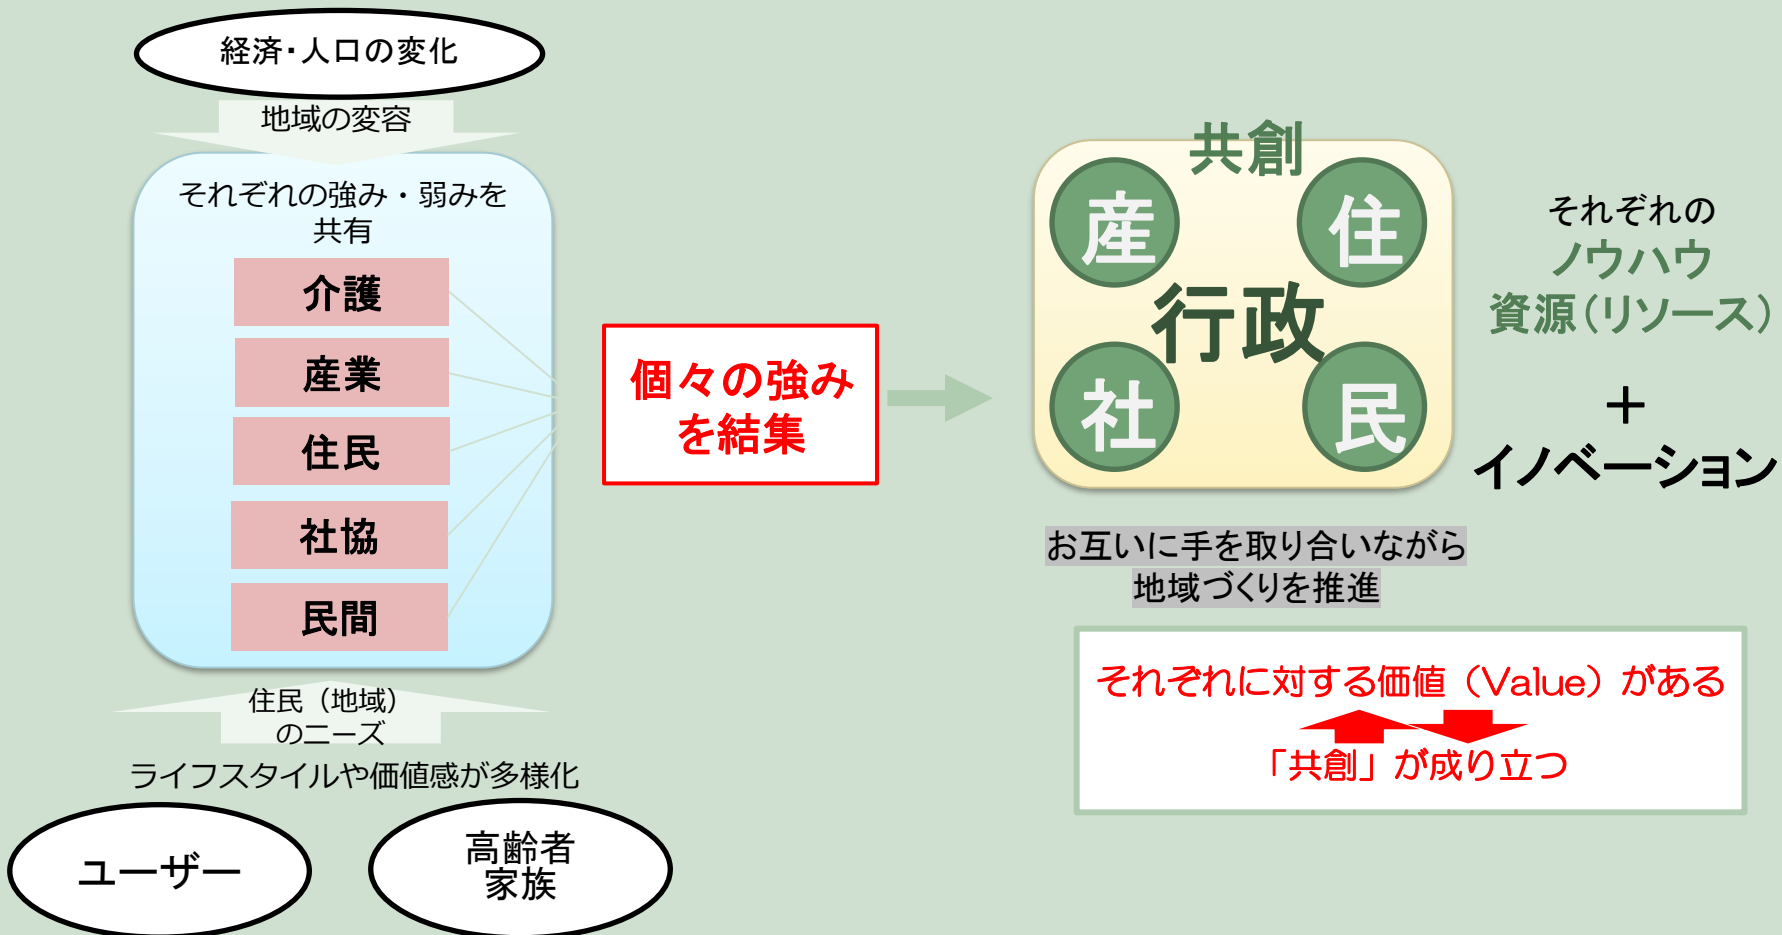 経済・人口の変化
地域の変容
それぞれの強み・弱みを
共有
介護
産業
住民
社協
民間
住民（地域）
のニーズ
ライフスタイルや価値感が多様化
ユーザー
高齢者
家族
個々の強み
を結集
共創
産
住
行政
社
民
それぞれの
ノウハウ
資源（リソース）
＋
イノベーション
お互いに手を取り合いながら
地域づくりを推進
それぞれに対する価値（Value）がある
「共創」が成り立つ